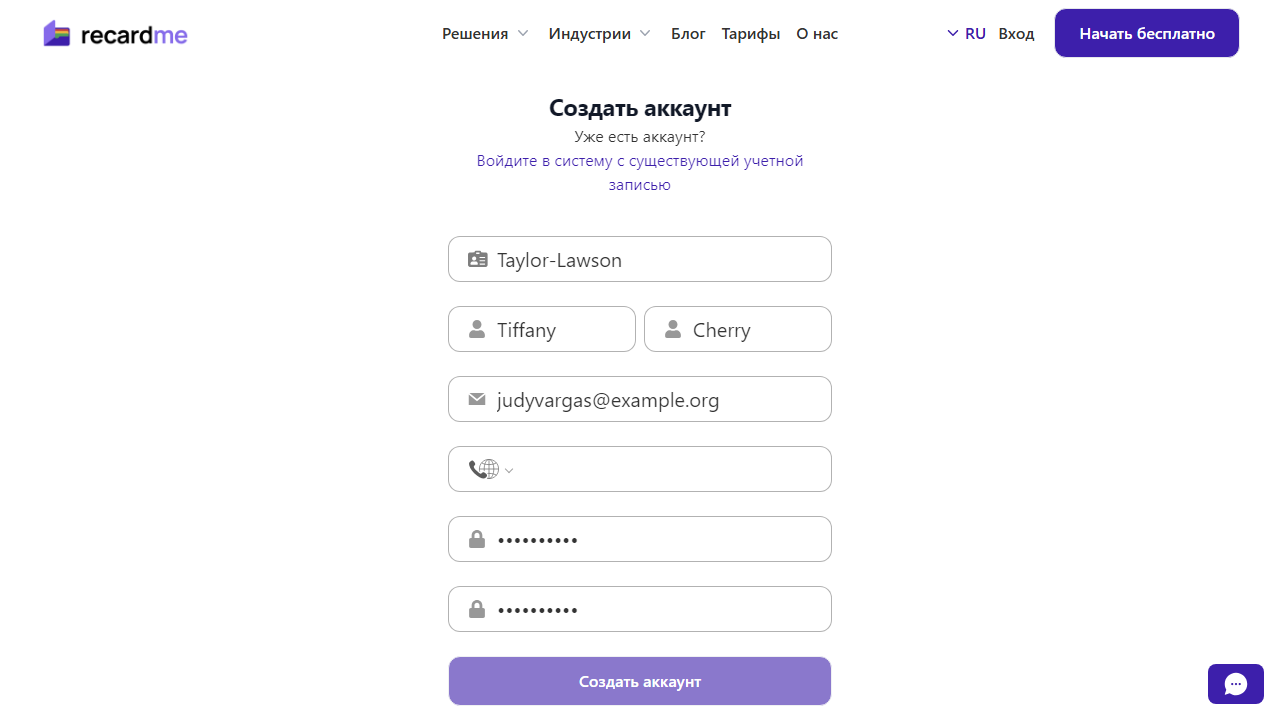 recardme
Решения
Индустрии
Блог
Тарифы
О нас
RU
Вход
Начать бесплатно
Создать аккаунт
Уже есть аккаунт?
Войдите в систему с существующей учетной
записью
Taylor-Lawson
Tiffany
Cherry
judyvargas@example.org
••••••••••
••••••••••
Создать аккаунт